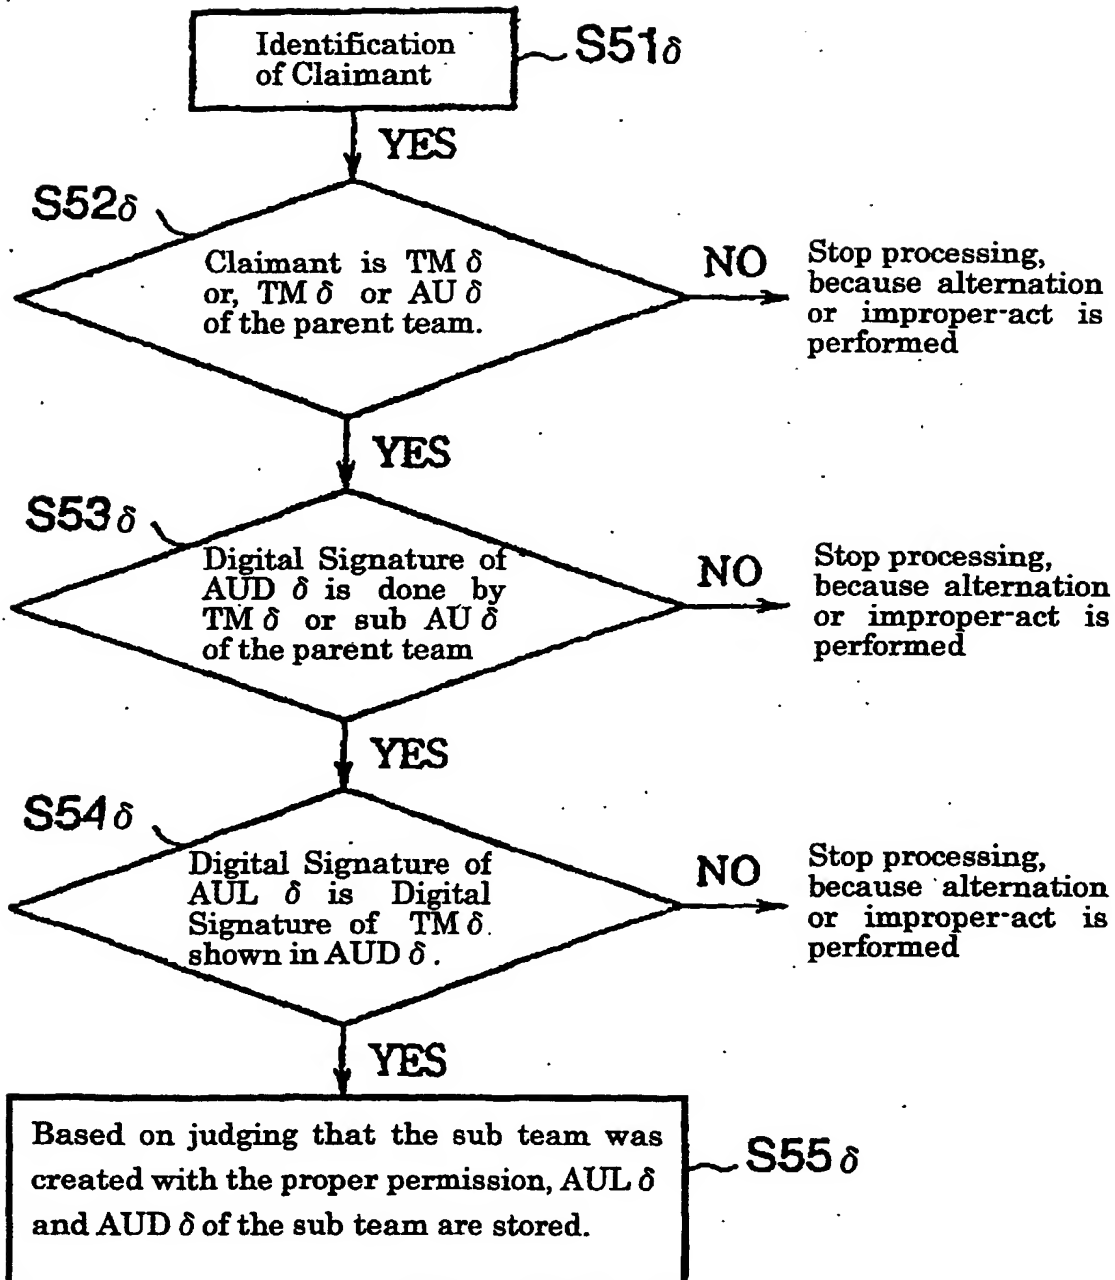 Identification
of Claimant
S51δ
YES
S52δ
Claimant is TM δ
or, TM δ or AU δ
of the parent team.
NO
Stop processing,
because alternation
or improper-act is
performed
YES
S53δ
Digital Signature of
AUD δ is done by
TM δ or sub AU δ
of the parent team
NO
Stop processing,
because alternation
or improper-act is
performed
YES
S54δ
Digital Signature of
AUL δ is Digital
Signature of TM δ.
shown in AUD δ.
NO
Stop processing,
because alternation
or improper-act is
performed
YES
Based on judging that the sub team was
created with the proper permission, AUL δ
and AUD δ of the sub team are stored.
S55δ